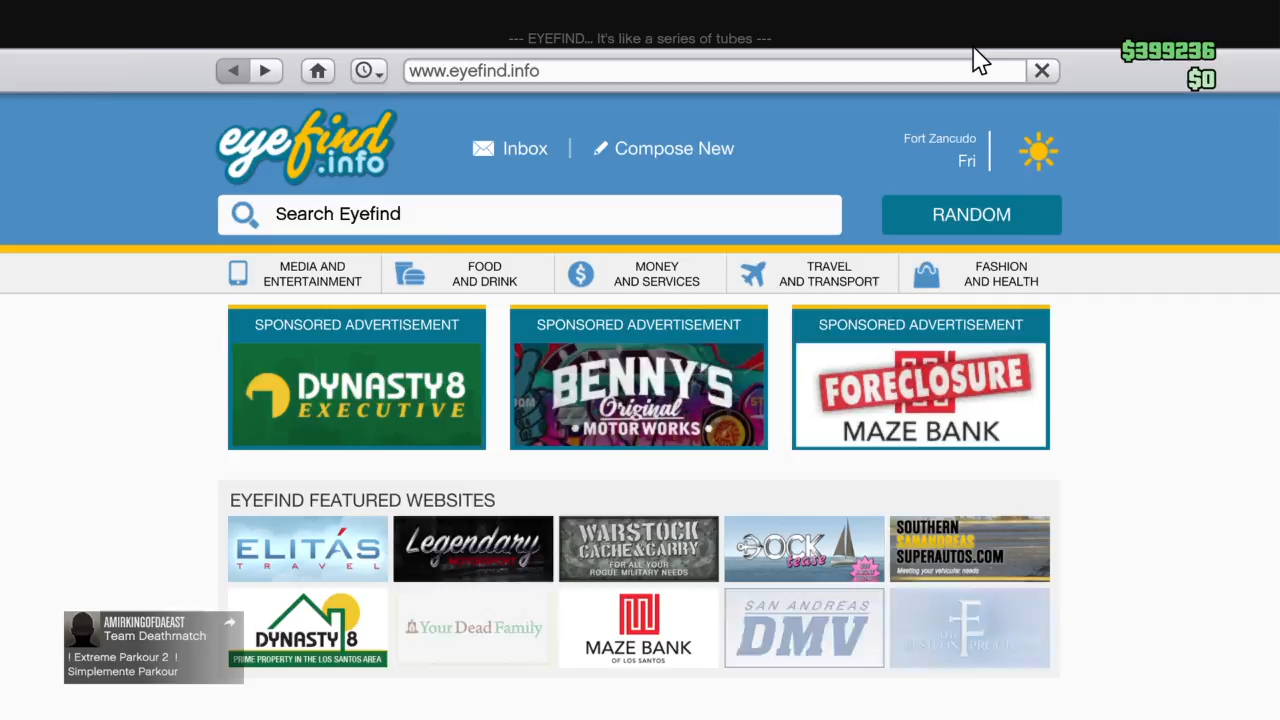 --- EYEFIND... It's like a series of tubes ---
$399236
www.eyefind.info
$0
eyefind
.info
Inbox
Compose New
Fort Zancudo
Fri
Search Eyefind
RANDOM
MEDIA AND
ENTERTAINMENT
FOOD
AND DRINK
MONEY
AND SERVICES
TRAVEL
AND TRANSPORT
FASHION
AND HEALTH
SPONSORED ADVERTISEMENT
DYNASTY8
EXECUTIVE
SPONSORED ADVERTISEMENT
BENNY'S
Original
MOTORWORKS
SPONSORED ADVERTISEMENT
FORECLOSURE
MAZE BANK
EYEFIND FEATURED WEBSITES
ELITÁS
TRAVEL
Legendary
WARSTOCK
CACHE&CARRY
FOR ALL YOUR
ROGUE MILITARY NEEDS
DOCK
tease
SOUTHERN
SANANDREAS
SUPERAUTOS.COM
Meeting your vehicular needs
DYNASTY 8
PRIME PROPERTY IN THE LOS SANTOS AREA
Your Dead Family
MAZE BANK
OF LOS SANTOS
SAN ANDREAS
DMV
AMIRKINGOFDAEAST
Team Deathmatch
! Extreme Parkour 2 !
Simplemente Parkour